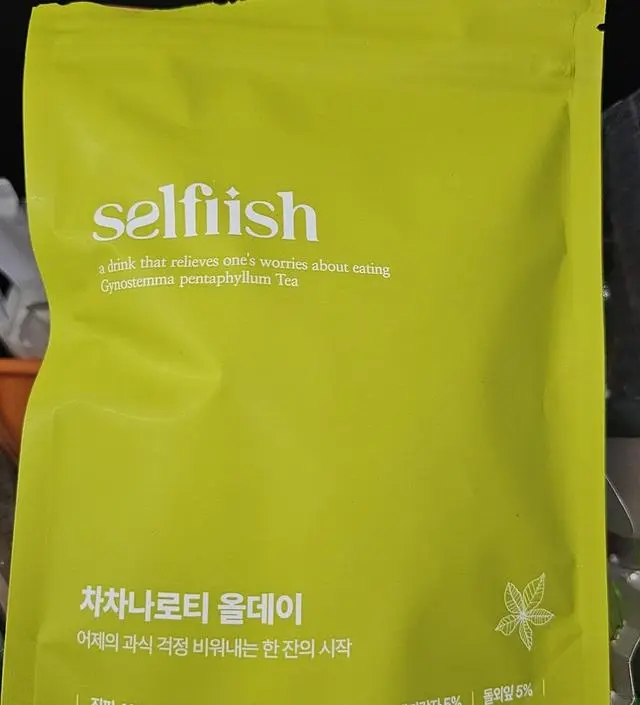 selfiish
a drink that relieves one's worries about eating
Gynostemma pentaphyllum Tea
차차나로티 올데이
어제의 과식 걱정 비워내는 한 잔의 시작
5% | 돌외잎 5% |